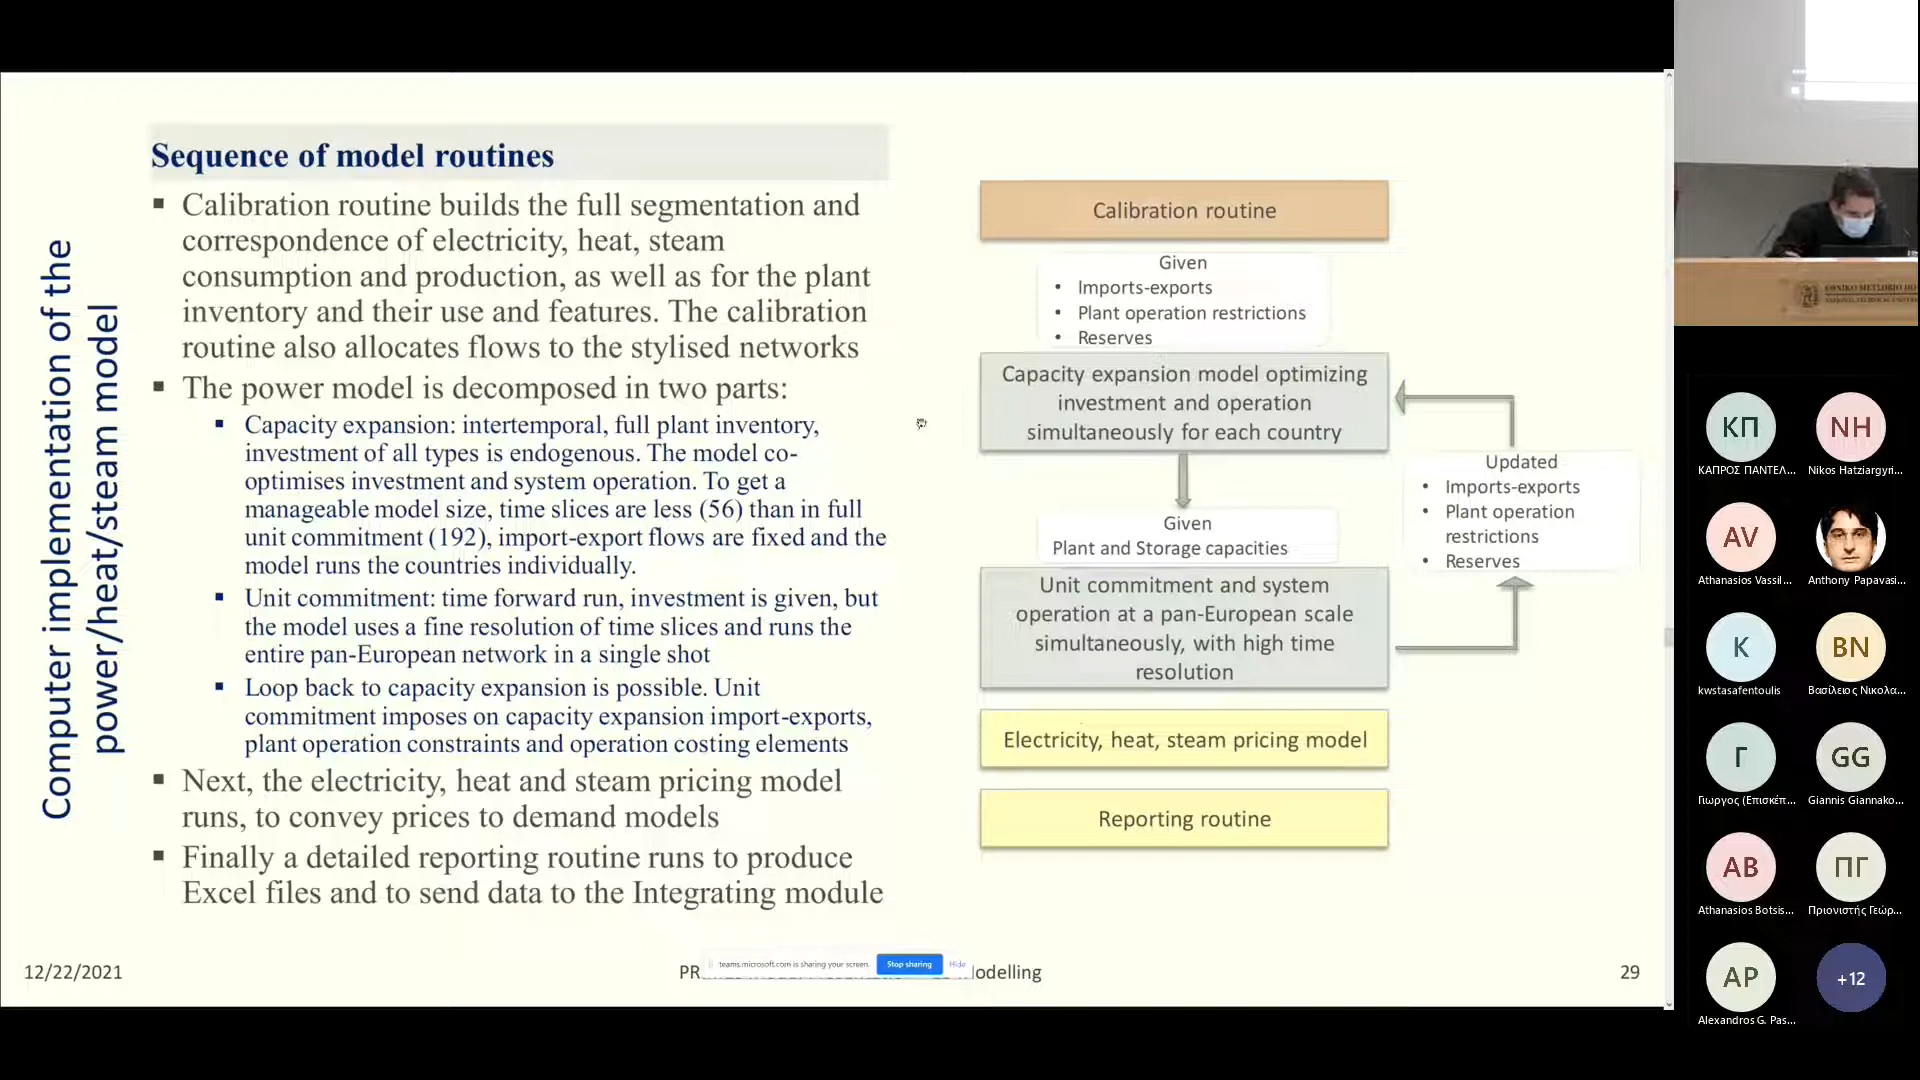 Computer implementation of the
power/heat/steam model
Sequence of model routines
▪ Calibration routine builds the full segmentation and
correspondence of electricity, heat, steam
consumption and production, as well as for the plant
inventory and their use and features. The calibration
routine also allocates flows to the stylised networks
▪ The power model is decomposed in two parts:
▪ Capacity expansion: intertemporal, full plant inventory,
investment of all types is endogenous. The model co-
optimises investment and system operation. To get a
manageable model size, time slices are less (56) than in full
unit commitment (192), import-export flows are fixed and the
model runs the countries individually.
▪ Unit commitment: time forward run, investment is given, but
the model uses a fine resolution of time slices and runs the
entire pan-European network in a single shot
▪ Loop back to capacity expansion is possible. Unit
commitment imposes on capacity expansion import-exports,
plant operation constraints and operation costing elements
▪ Next, the electricity, heat and steam pricing model
runs, to convey prices to demand models
▪ Finally a detailed reporting routine runs to produce
Excel files and to send data to the Integrating module
Calibration routine
Given
• Imports-exports
• Plant operation restrictions
• Reserves
Capacity expansion model optimizing
investment and operation
simultaneously for each country
Given
Plant and Storage capacities
Unit commitment and system
operation at a pan-European scale
simultaneously, with high time
resolution
Updated
• Imports-exports
• Plant operation
restrictions
• Reserves
Electricity, heat, steam pricing model
Reporting routine
12/22/2021
PR
teams.microsoft.com is sharing your screen.
Stop sharing
Hide
odelling
29
ΚΠ
ΚΑΠΡΟΣ ΠΑΝΤΕΛ...
NH
Nikos Hatziargyri...
AV
Athanasios Vassil...
Anthony Papavasi...
K
kwstasafentoulis
BN
Βασίλειος Νικολα...
Γ
Γιωργος (Επισκέπ...
GG
Giannis Giannako...
AB
Athanasios Botsis...
ΠΓ
Πριονιστής Γεώρ...
AP
Alexandros G. Pas...
+12